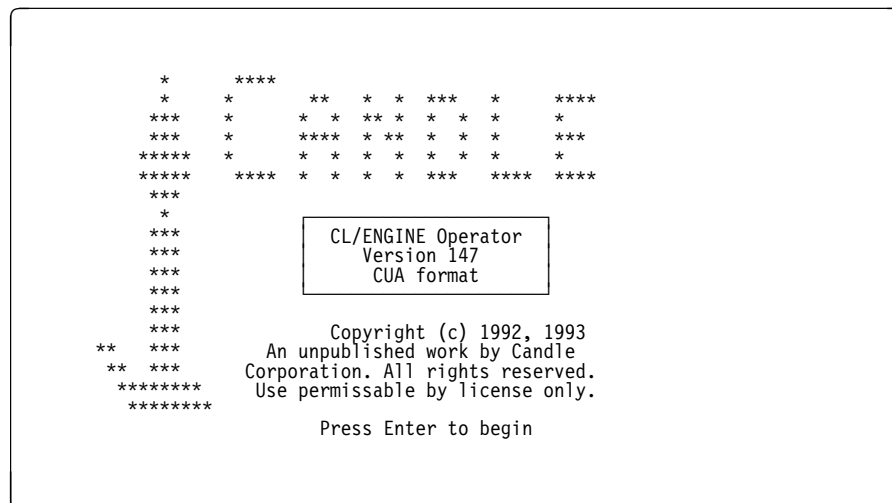 CANDLE
CL/ENGINE Operator
Version 147
CUA format
Copyright (c) 1992, 1993
An unpublished work by Candle
Corporation. All rights reserved.
Use permissable by license only.
Press Enter to begin